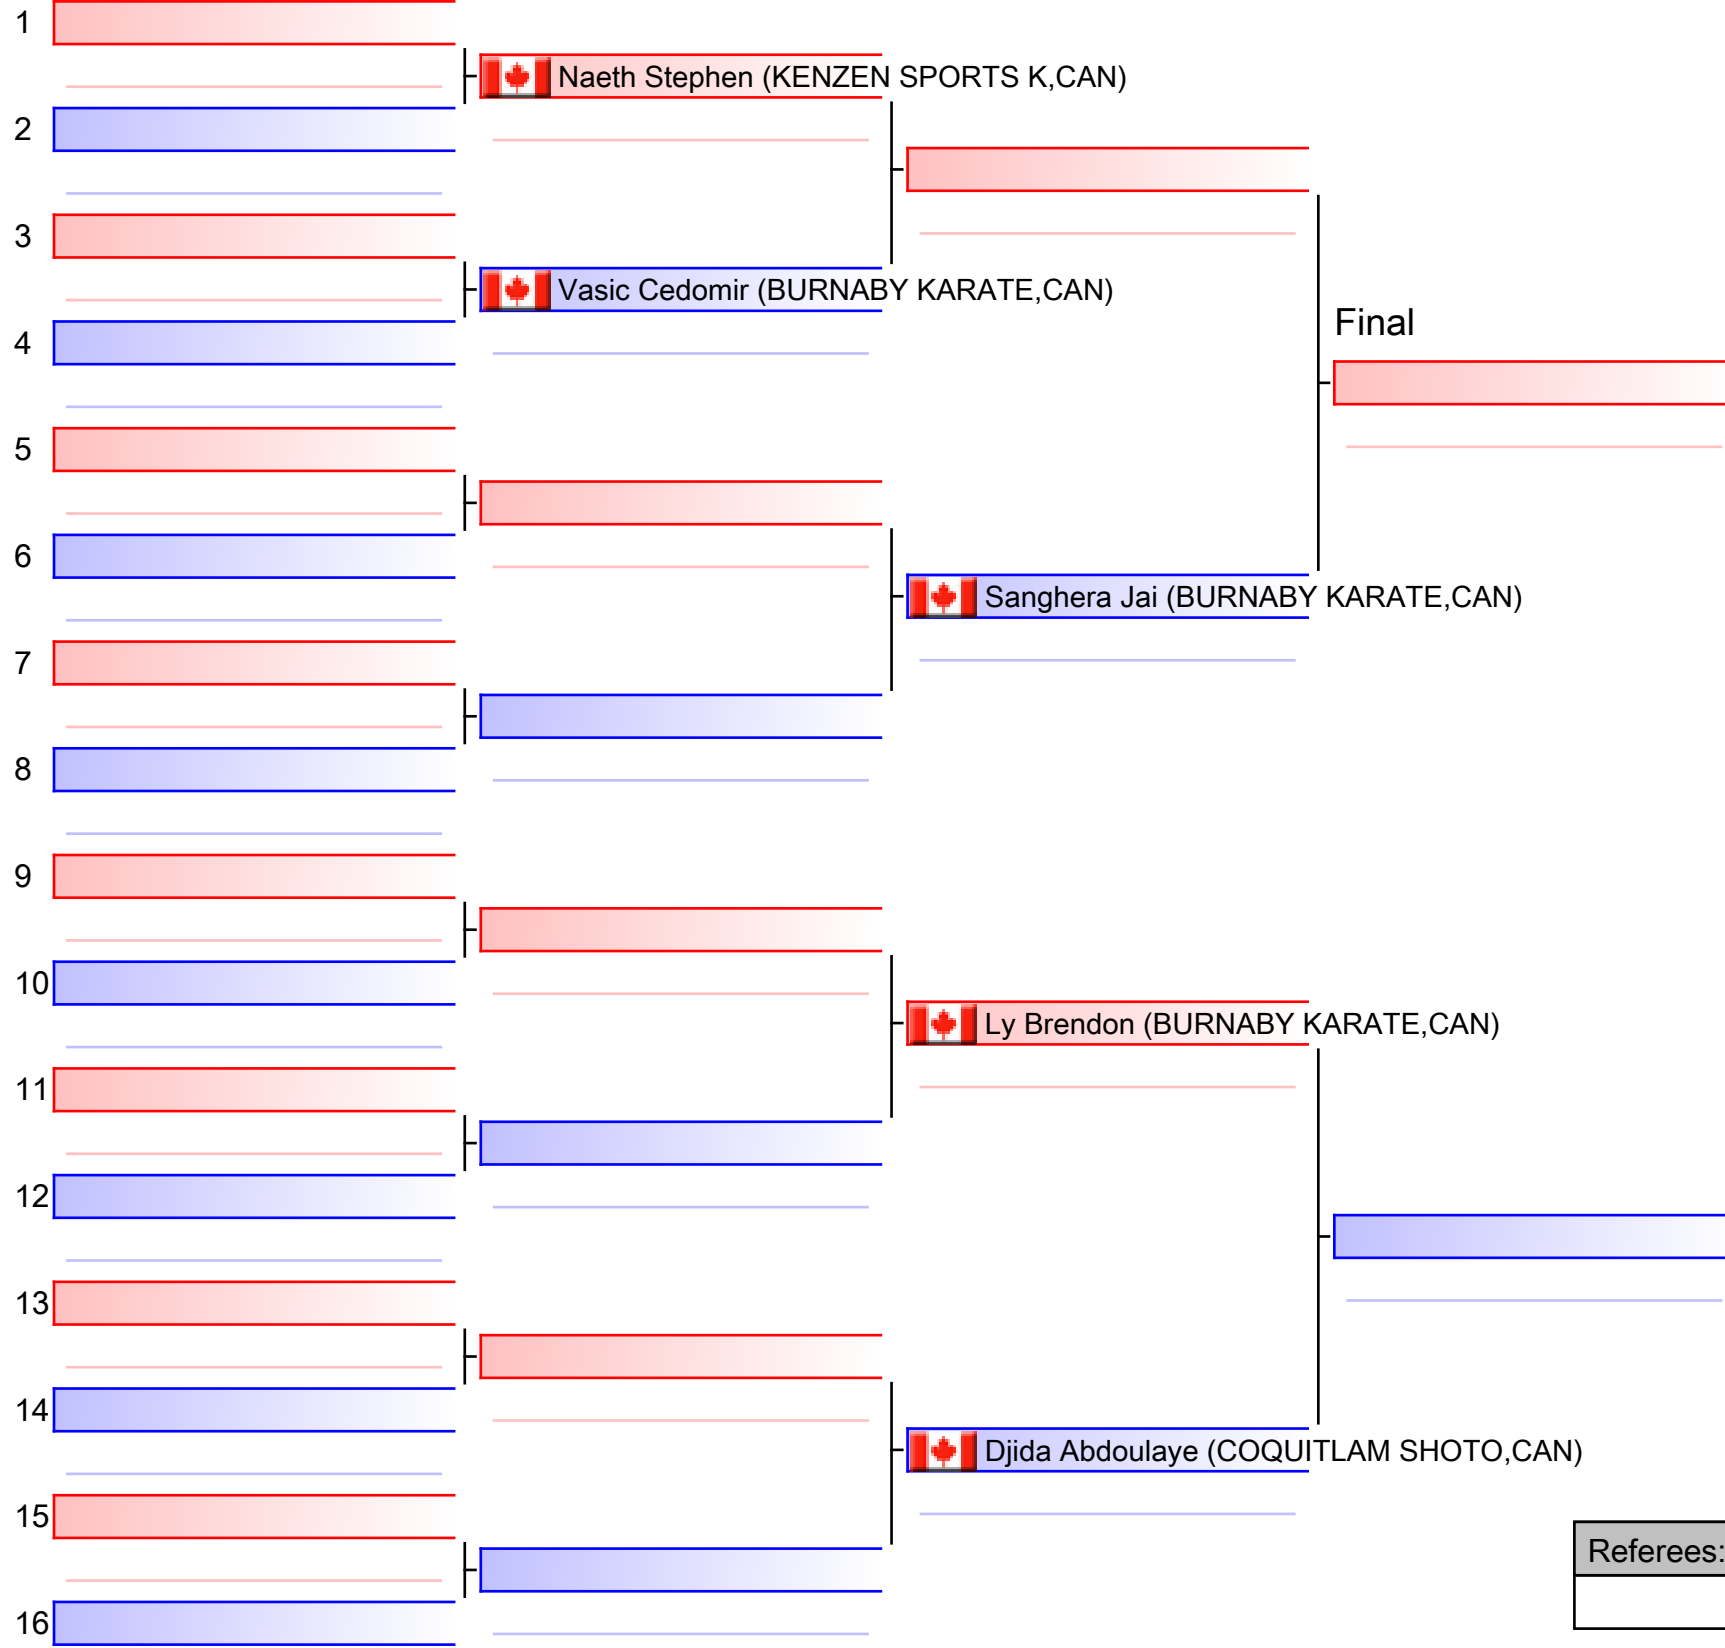 1
Naeth Stephen (KENZEN SPORTS K,CAN)
2
3
Vasic Cedomir (BURNABY KARATE,CAN)
4
Final
5
6
Sanghera Jai (BURNABY KARATE,CAN)
7
8
9
10
Ly Brendon (BURNABY KARATE,CAN)
11
12
13
14
Djida Abdoulaye (COQUITLAM SHOTO,CAN)
15
Referees:
16